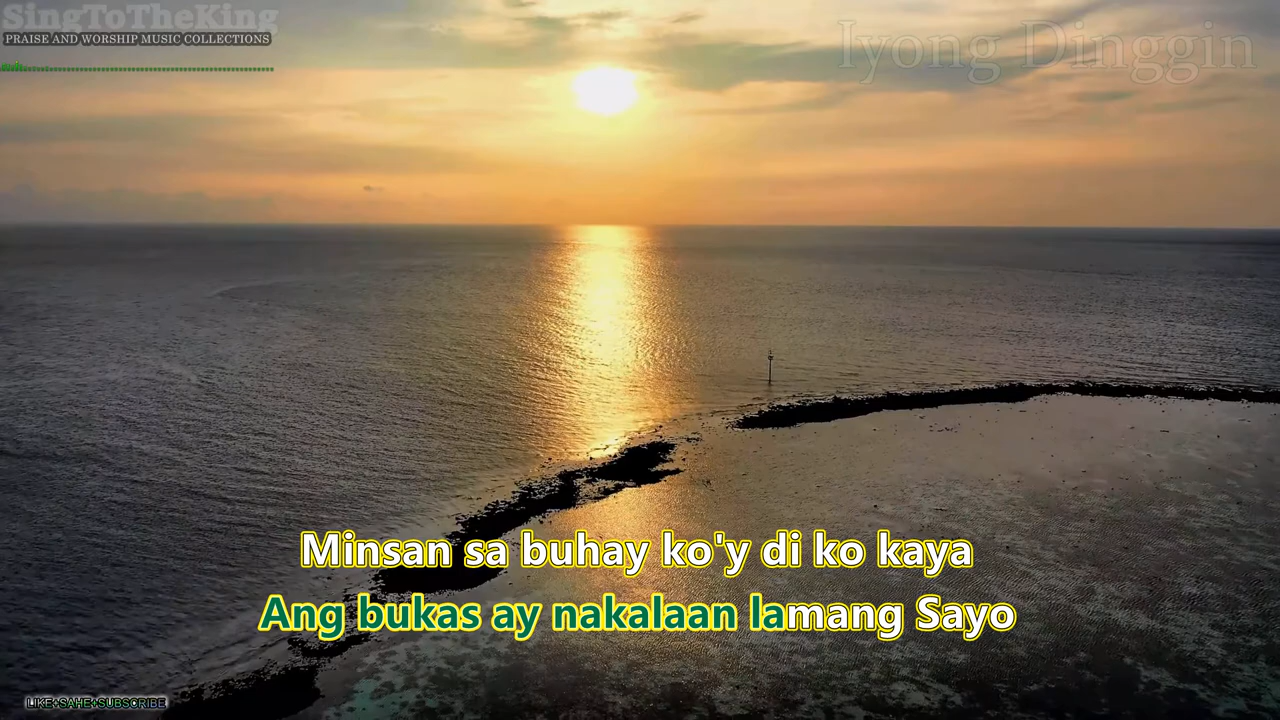 SingToTheKing
PRAISE AND WORSHIP MUSIC COLLECTIONS
Iyong Dinggin
Minsan sa buhay ko'y di ko kaya
Ang bukas ay nakalaan lamang Sayo
LIKE+SAHE+SUBSCRIBE